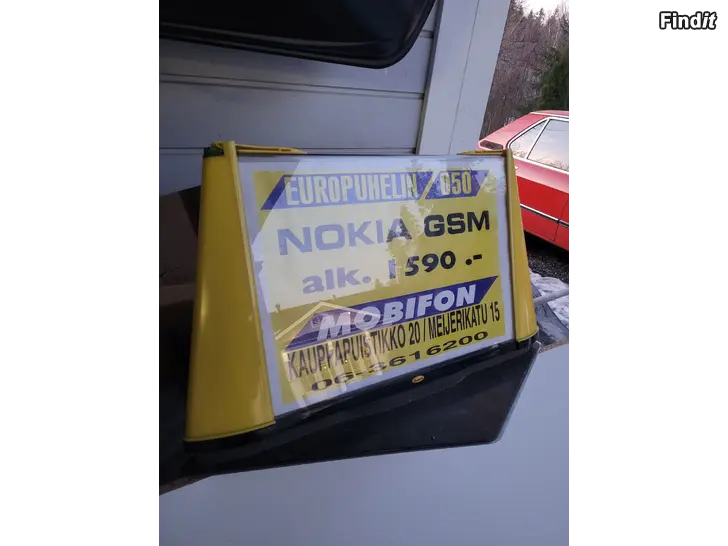 Findit
EUROPUHELIN / 050
NOKIA GSM
alk. 1590.-
MOBIFON
KAUPPAPUISTIKKO 20 / MEIJERIKATU 15
06-3616200